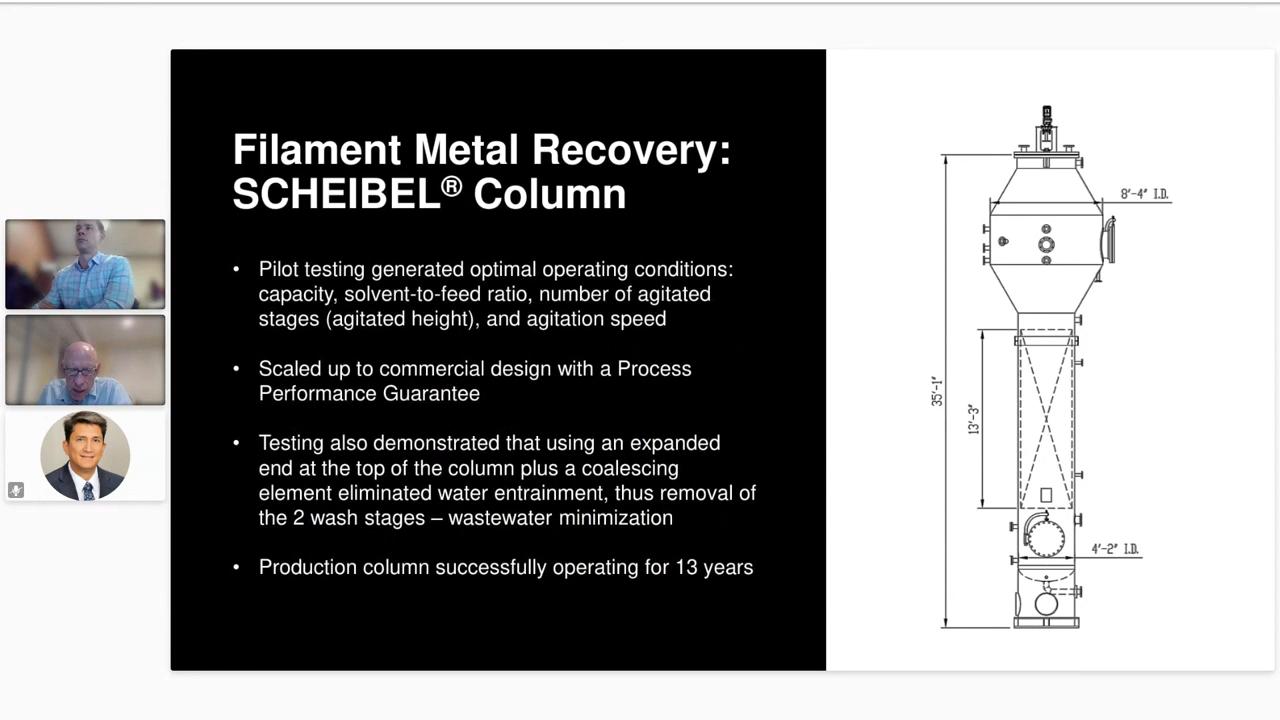 Filament Metal Recovery:
SCHEIBEL® Column
• Pilot testing generated optimal operating conditions:
capacity, solvent-to-feed ratio, number of agitated
stages (agitated height), and agitation speed
• Scaled up to commercial design with a Process
Performance Guarantee
• Testing also demonstrated that using an expanded
end at the top of the column plus a coalescing
element eliminated water entrainment, thus removal of
the 2 wash stages – wastewater minimization
• Production column successfully operating for 13 years
8'-4" I.D.
35'-1"
13'-3"
4'-2" I.D.